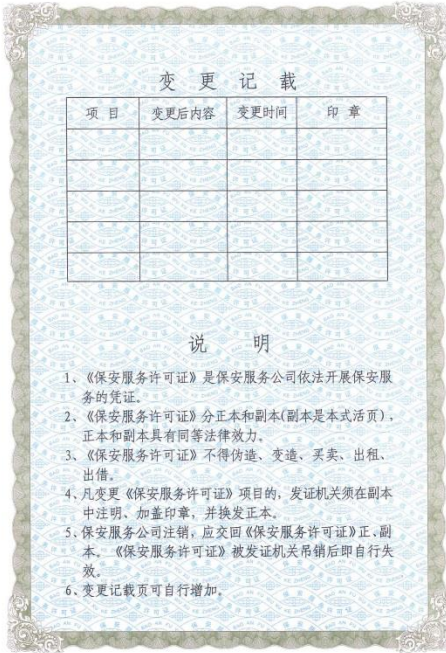 变更记载
项目 变更后内容 变更时间 印章
说明
1、《保安服务许可证》是保安服务公司依法开展保安服
务的凭证。
2、《保安服务许可证》分正本和副本(副本是本式活页)，
正本和副本具有同等法律效力。
3、《保安服务许可证》不得伪造、变造、买卖、出租、
出借。
4、凡变更《保安服务许可证》项目的，发证机关须在副本
中注明、加盖印章，并换发正本。
5、保安服务公司注销，应交回《保安服务许可证》正、副
本。《保安服务许可证》被发证机关吊销后即自行失
效。
6、变更记载页可自行增加。